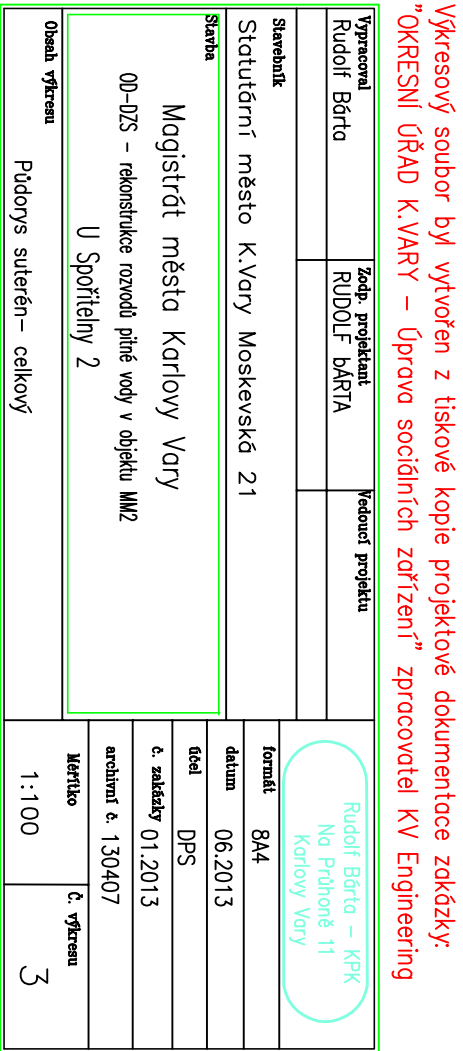 Výkresový soubor byl vytvořen z tiskové kopie projektové dokumentace zakázky:
"OKRESNÍ ÚŘAD K.VARY – Úprava sociálních zařízení" zpracovatel KV Engineering
Vypracoval
Rudolf Bárta
Zodp. projektant
RUDOLF bÁRTA
Vedoucí projektu
Rudolf Bárta – KPK
Na Průhoně 11
Karlovy Vary
Stavebník
Statutární město K.Vary Moskevská 21
Stavba
Magistrát města Karlovy Vary
OD–DZS – rekonstrukce rozvodů pitné vody v objektu MM2
U Spořitelny 2
formát 8A4
datum 06.2013
účel DPS
č. zakázky 01.2013
archivní č. 130407
Obsah výkresu
Půdorys suterén– celkový
Měřítko
1:100
Č. výkresu
3